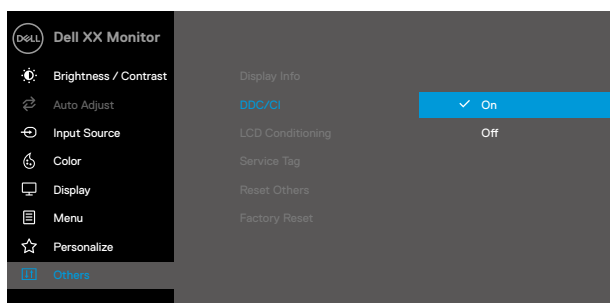 DELL Dell XX Monitor
Brightness / Contrast Display Info
Auto Adjust DDC/CI On
Input Source LCD Conditioning Off
Color Service Tag
Display Reset Others
Menu Factory Reset
Personalize
Others